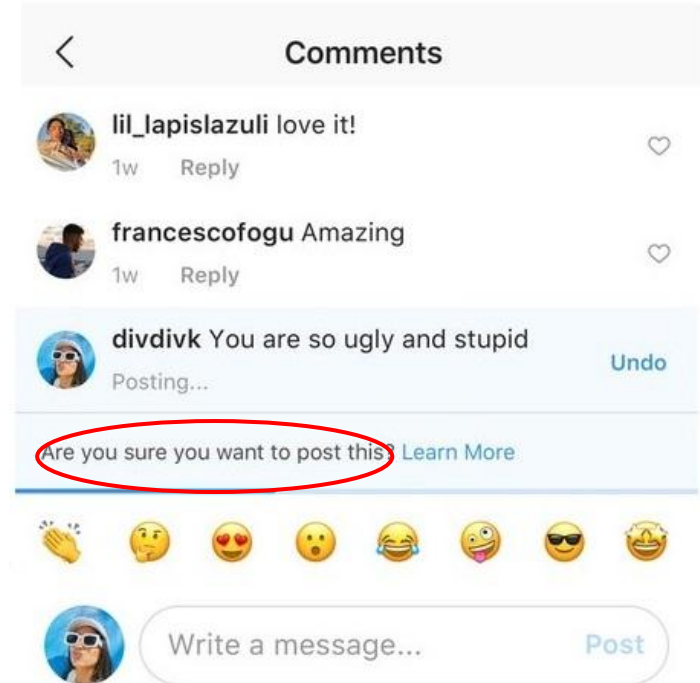 Comments
lil_lapislazuli love it!
1w Reply
francescofogu Amazing
1w Reply
divdivk You are so ugly and stupid
Undo
Posting...
Are you sure you want to post this? Learn More
Write a message... Post